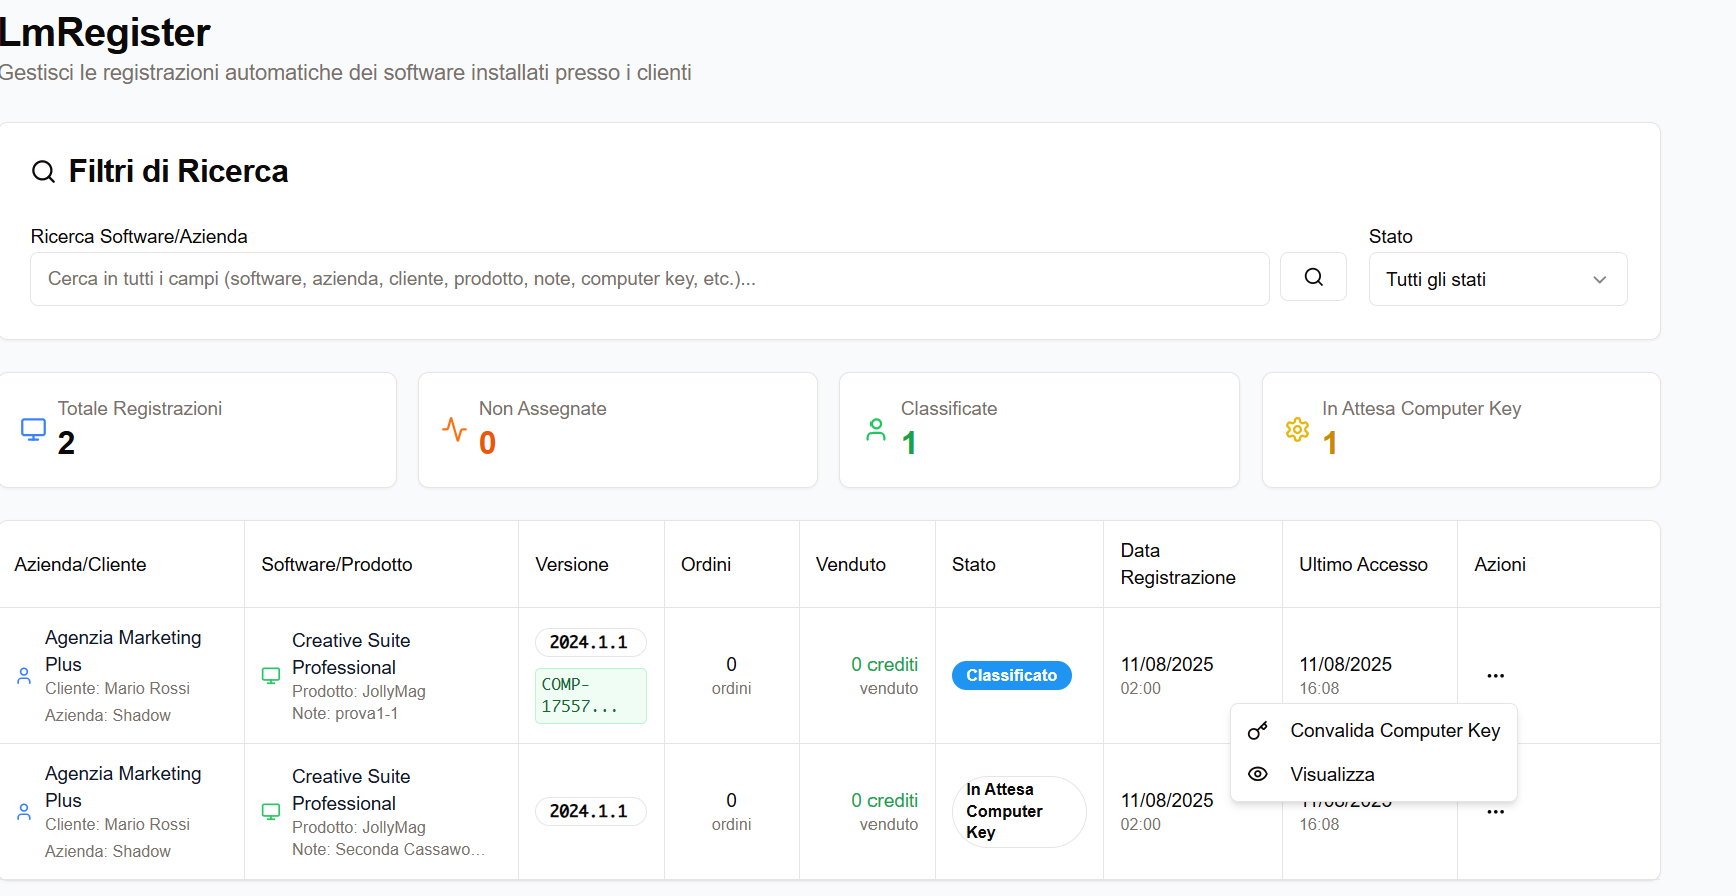 LmRegister
Gestisci le registrazioni automatiche dei software installati presso i clienti
Filtri di Ricerca
Ricerca Software/Azienda
Stato
Cerca in tutti i campi (software, azienda, cliente, prodotto, note, computer key, etc.)...
Tutti gli stati
Totale Registrazioni
2
Non Assegnate
0
Classificate
1
In Attesa Computer Key
1
Azienda/Cliente
Software/Prodotto
Versione
Ordini
Venduto
Stato
Data
Registrazione
Ultimo Accesso
Azioni
Agenzia Marketing
Plus
Cliente: Mario Rossi
Azienda: Shadow
Creative Suite
Professional
Prodotto: JollyMag
Note: prova1-1
2024.1.1
COMP-
17557...
0
ordini
0 crediti
venduto
Classificato
11/08/2025
02:00
11/08/2025
16:08
Convalida Computer Key
Visualizza
Agenzia Marketing
Plus
Cliente: Mario Rossi
Azienda: Shadow
Creative Suite
Professional
Prodotto: JollyMag
Note: Seconda Cassawo...
2024.1.1
0
ordini
0 crediti
venduto
In Attesa
Computer
Key
11/08/2025
02:00
11/08/2025
16:08